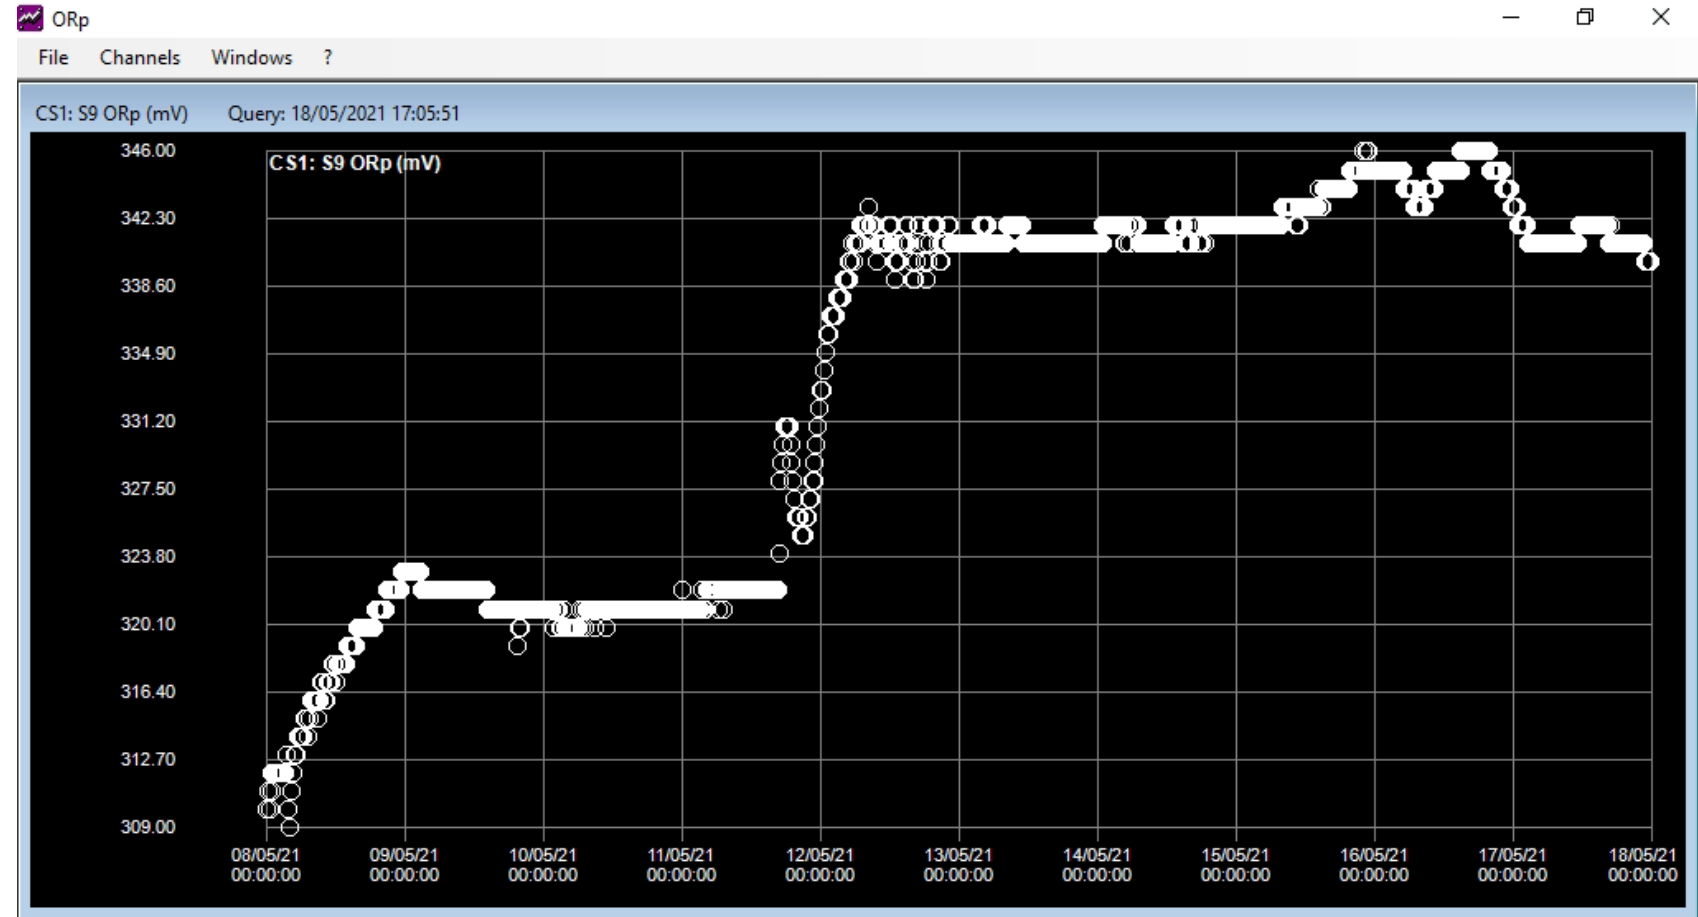 ORp
File Channels Windows ?
CS1: S9 ORp (mV) Query: 18/05/2021 17:05:51
CS1: S9 ORp (mV)
346.00
342.30
338.60
334.90
331.20
327.50
323.80
320.10
316.40
312.70
309.00
08/05/21 09/05/21 10/05/21 11/05/21 12/05/21 13/05/21 14/05/21 15/05/21 16/05/21 17/05/21 18/05/21
00:00:00 00:00:00 00:00:00 00:00:00 00:00:00 00:00:00 00:00:00 00:00:00 00:00:00 00:00:00 00:00:00